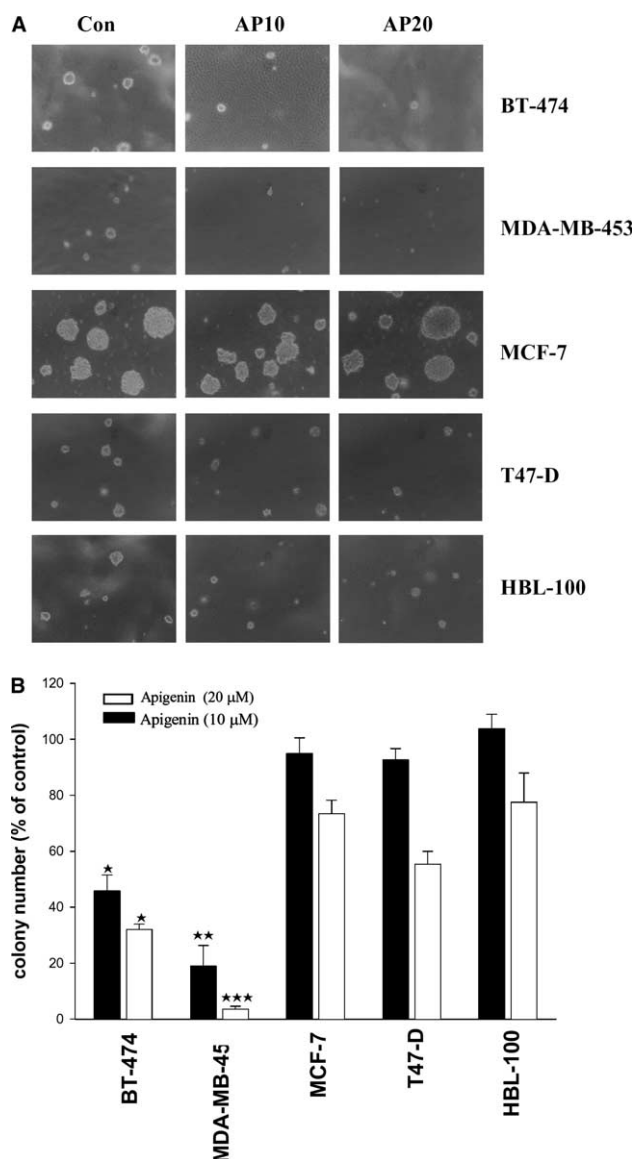 A
Con AP10 AP20
BT-474
MDA-MB-453
MCF-7
T47-D
HBL-100
B
120
100
80
60
40
20
0
colony number (% of control)
Apigenin (20 μM)
Apigenin (10 μM)
★ ★ ★★ ★★★
BT-474
MDA-MB-45
MCF-7
T47-D
HBL-100